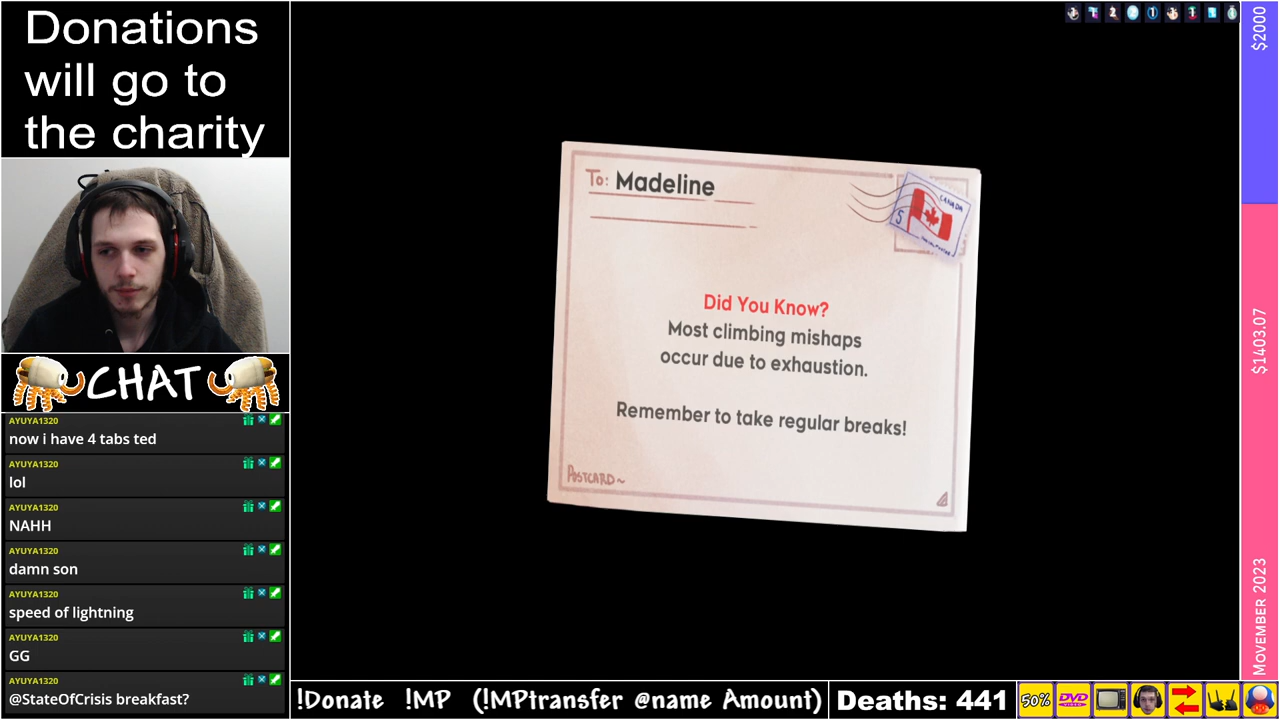 Donations
will go to
the charity
CHAT
AYUYA1320
now i have 4 tabs ted
AYUYA1320
lol
AYUYA1320
NAHH
AYUYA1320
damn son
AYUYA1320
speed of lightning
AYUYA1320
GG
AYUYA1320
@StateOfCrisis breakfast?
To: Madeline
CANADA
5
Did You Know?
Most climbing mishaps
occur due to exhaustion.
Remember to take regular breaks!
POSTCARD~
!Donate !MP (!MPtransfer @name Amount)
Deaths: 441
50%
DVD
VIDEO
$2000
$1403.07
MOVEMBER 2023